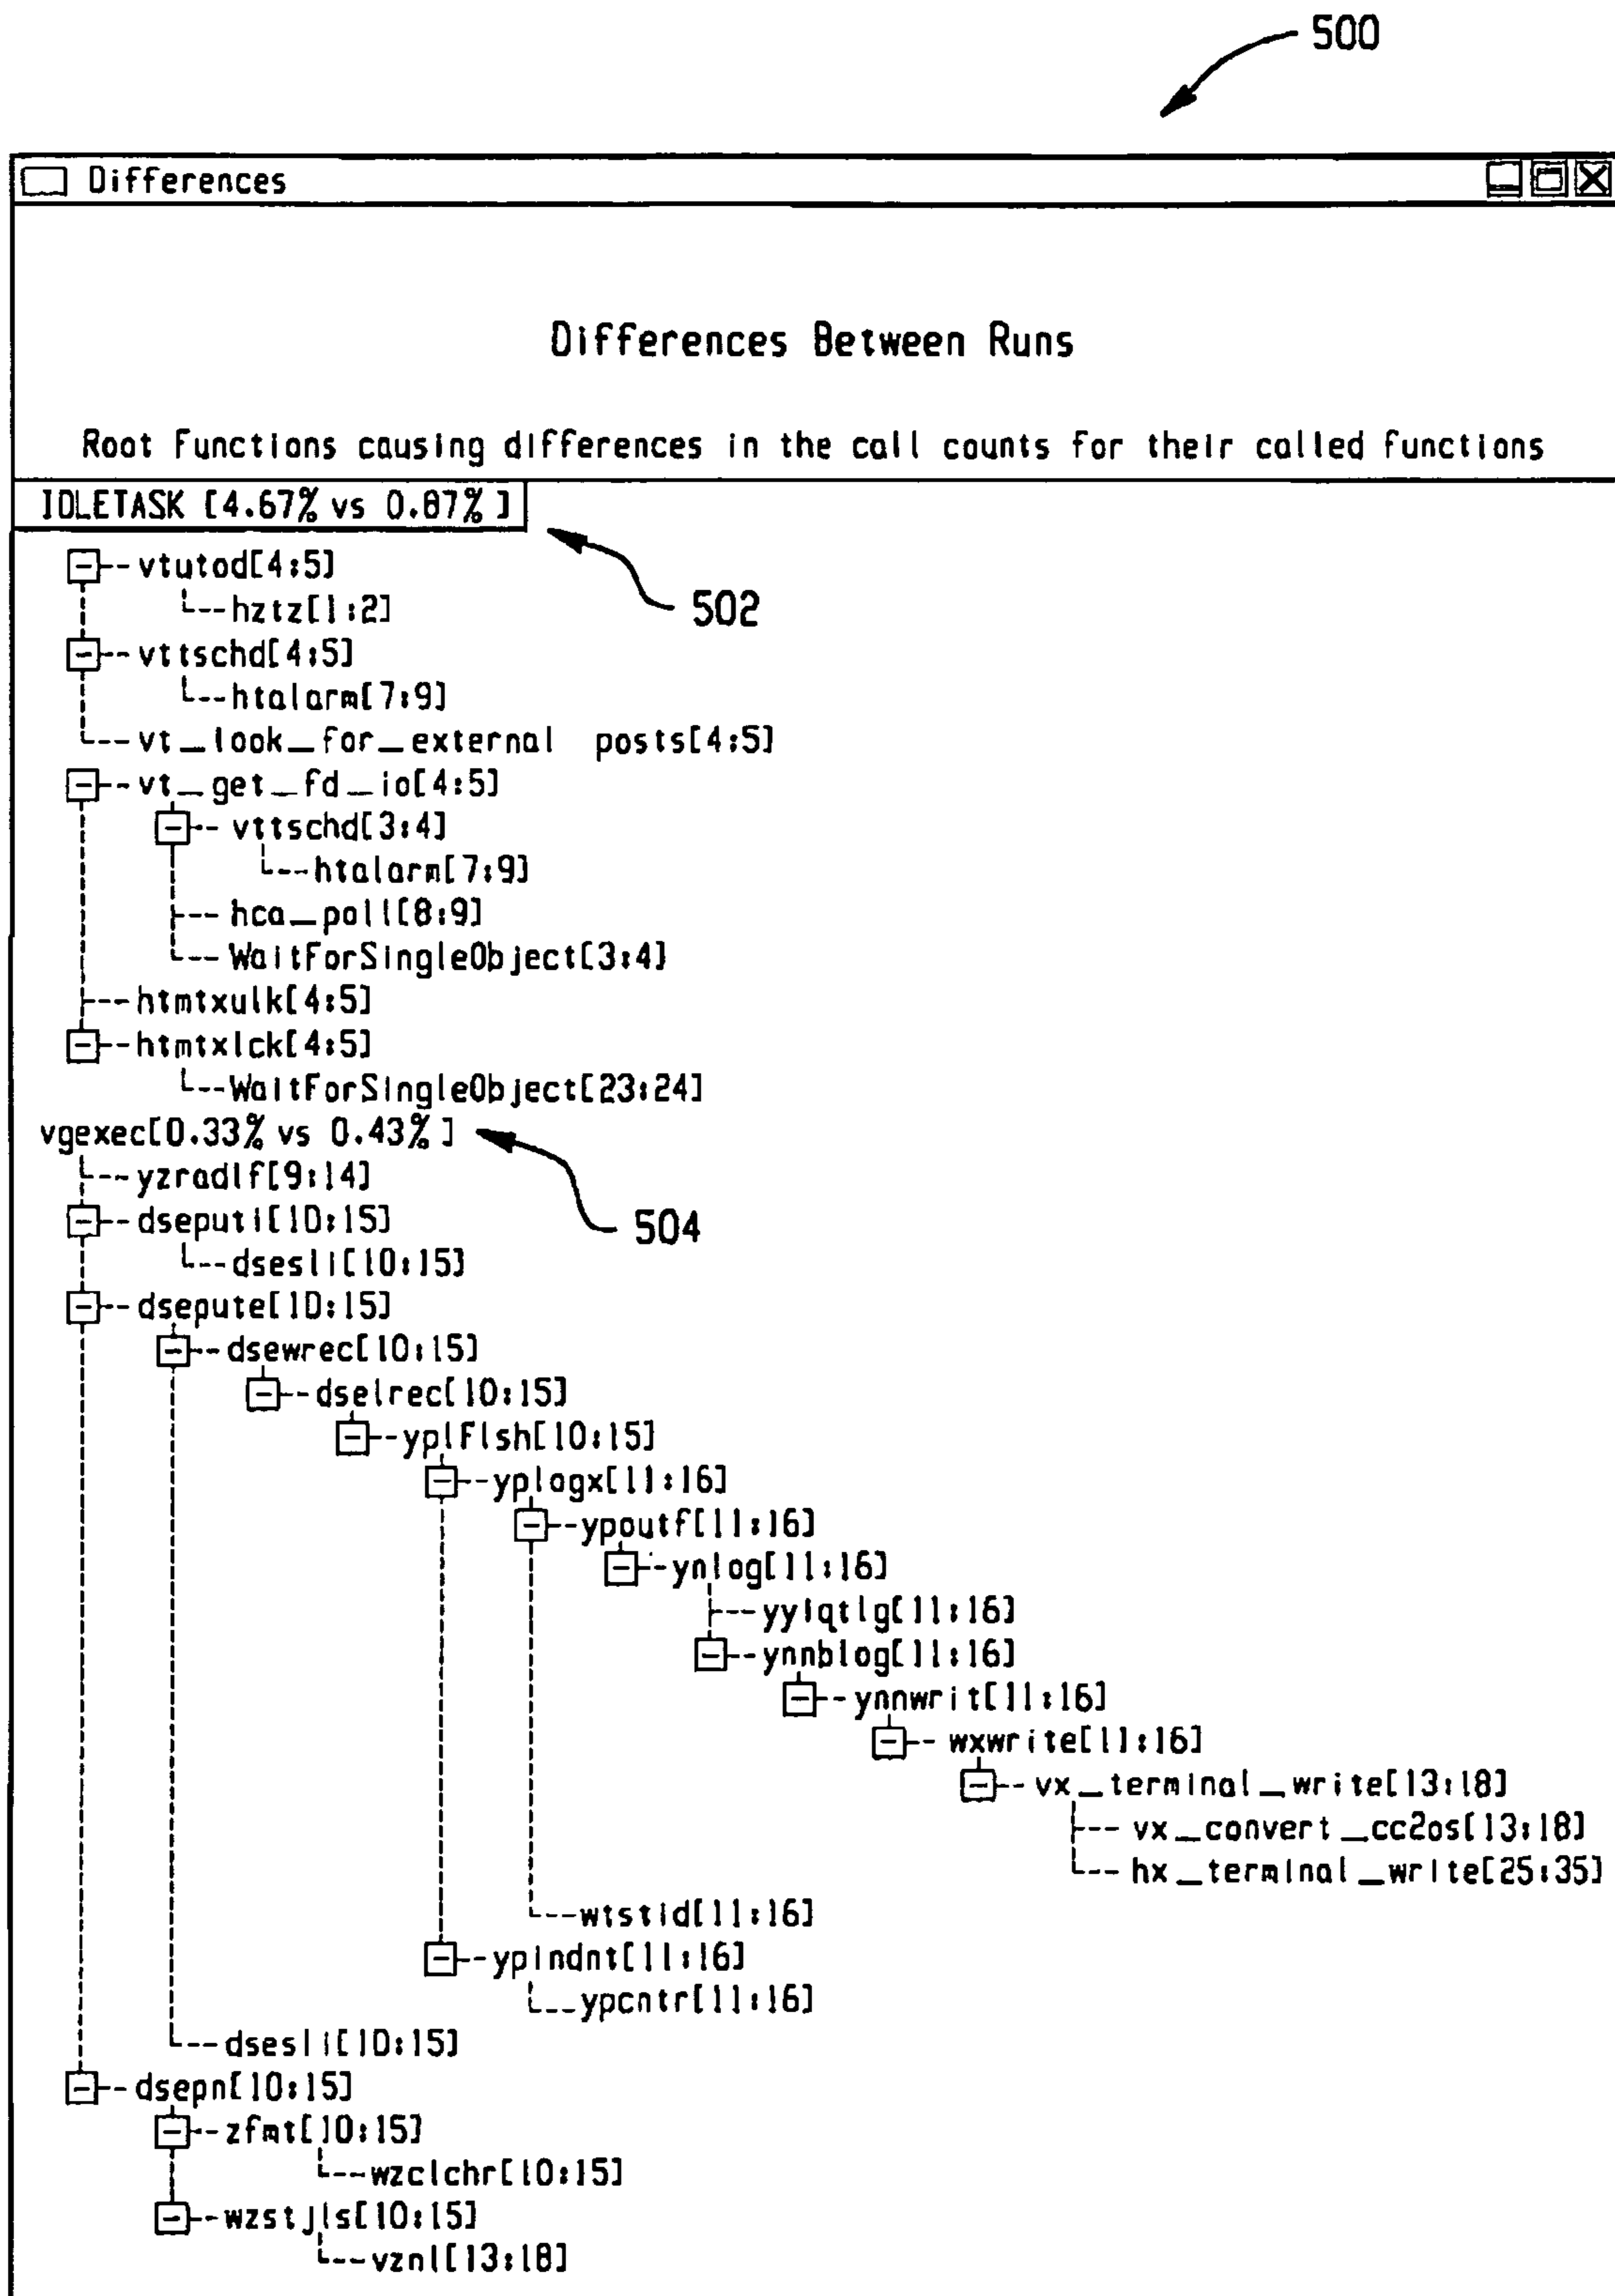 500
Differences
Differences Between Runs
Root Functions causing differences in the call counts for their called functions
IDLETASK [4.67% vs 0.87% ]
vtutod[4:5]
hztz[1:2]
502
vttschd[4:5]
htalarm[7:9]
vt_look_for_external posts[4:5]
vt_get_fd_io[4:5]
vttschd[3:4]
htalarm[7:9]
hca_poll[8:9]
WaitForSingleObject[3:4]
htmtxulk[4:5]
htmtxlck[4:5]
WaitForSingleObject[23:24]
vgexec[0.33% vs 0.43% ]
yzradlf[9:14]
dseputi[10:15]
504
dsesli[10:15]
dsepute[10:15]
dsewrec[10:15]
dselrec[10:15]
yplflsh[10:15]
yplogx[11:16]
ypoutf[11:16]
ynlog[11:16]
yylqtlg[11:16]
ynnblog[11:16]
ynnwrit[11:16]
wxwrite[11:16]
vx_terminal_write[13:18]
vx_convert_cc2os[13:18]
hx_terminal_write[25:35]
wtstid[11:16]
yplndnt[11:16]
ypcntr[11:16]
dsesli[10:15]
dsepn[10:15]
zfmt[10:15]
wzclchr[10:15]
wzstjls[10:15]
vznl[13:18]